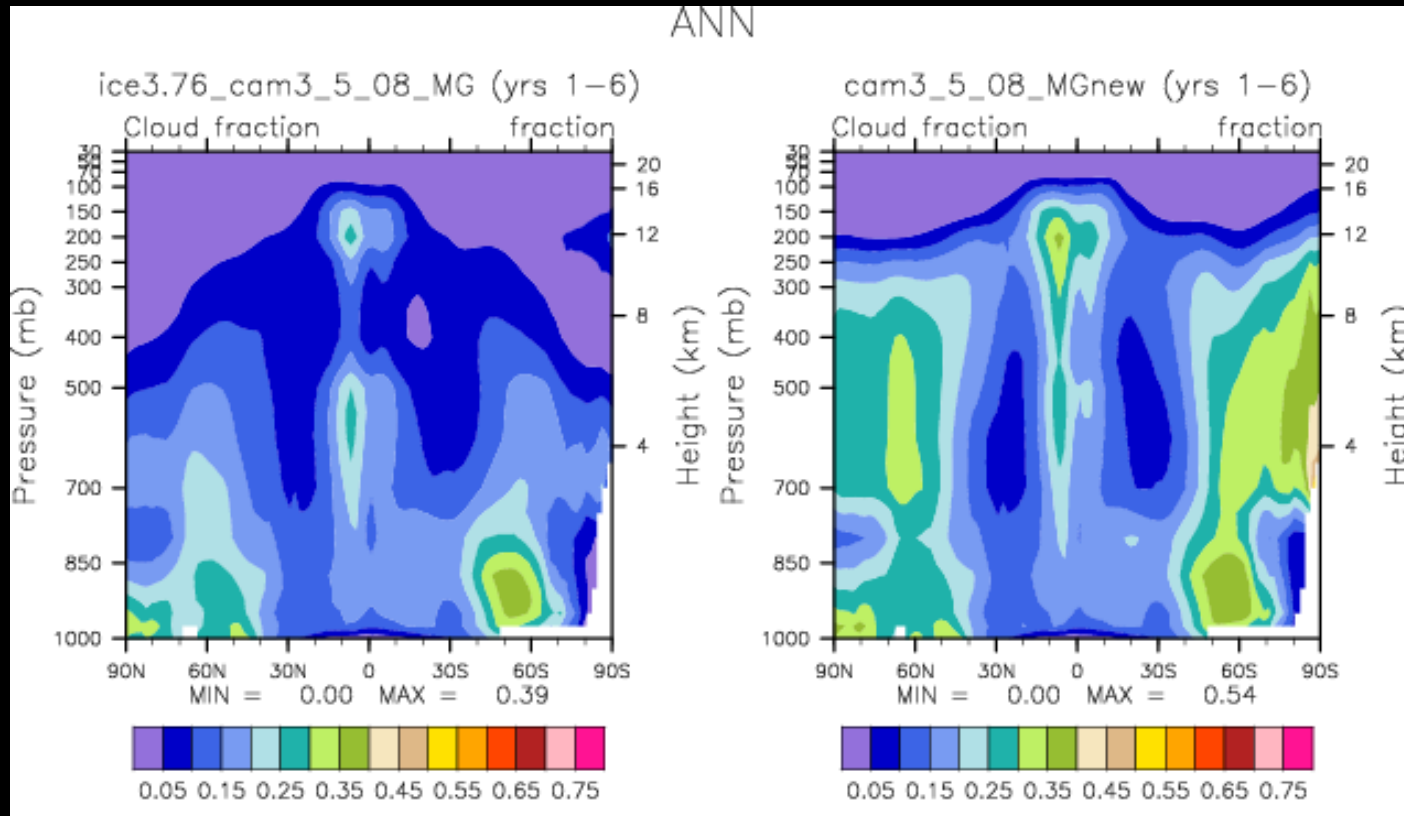 ANN
ice3.76_cam3_5_08_MG (yrs 1-6)
Cloud fraction fraction
30
50
70
100
150
200
250
300
400
500
700
850
1000
Pressure (mb)
20
16
12
8
4
Height (km)
90N 60N 30N 0 30S 60S 90S
MIN = 0.00 MAX = 0.39
0.05 0.15 0.25 0.35 0.45 0.55 0.65 0.75
cam3_5_08_MGnew (yrs 1-6)
Cloud fraction fraction
30
50
70
100
150
200
250
300
400
500
700
850
1000
Pressure (mb)
20
16
12
8
4
Height (km)
90N 60N 30N 0 30S 60S 90S
MIN = 0.00 MAX = 0.54
0.05 0.15 0.25 0.35 0.45 0.55 0.65 0.75